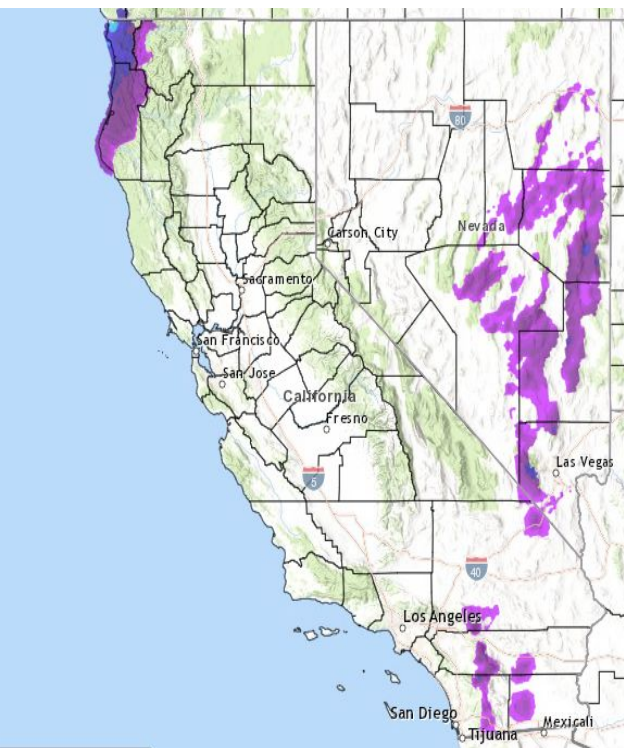 80
Nevada
Carson City
Sacramento
San Francisco
San Jose
California
Fresno
Las Vegas
5
40
Los Angeles
San Diego
Mexicali
Tijuana